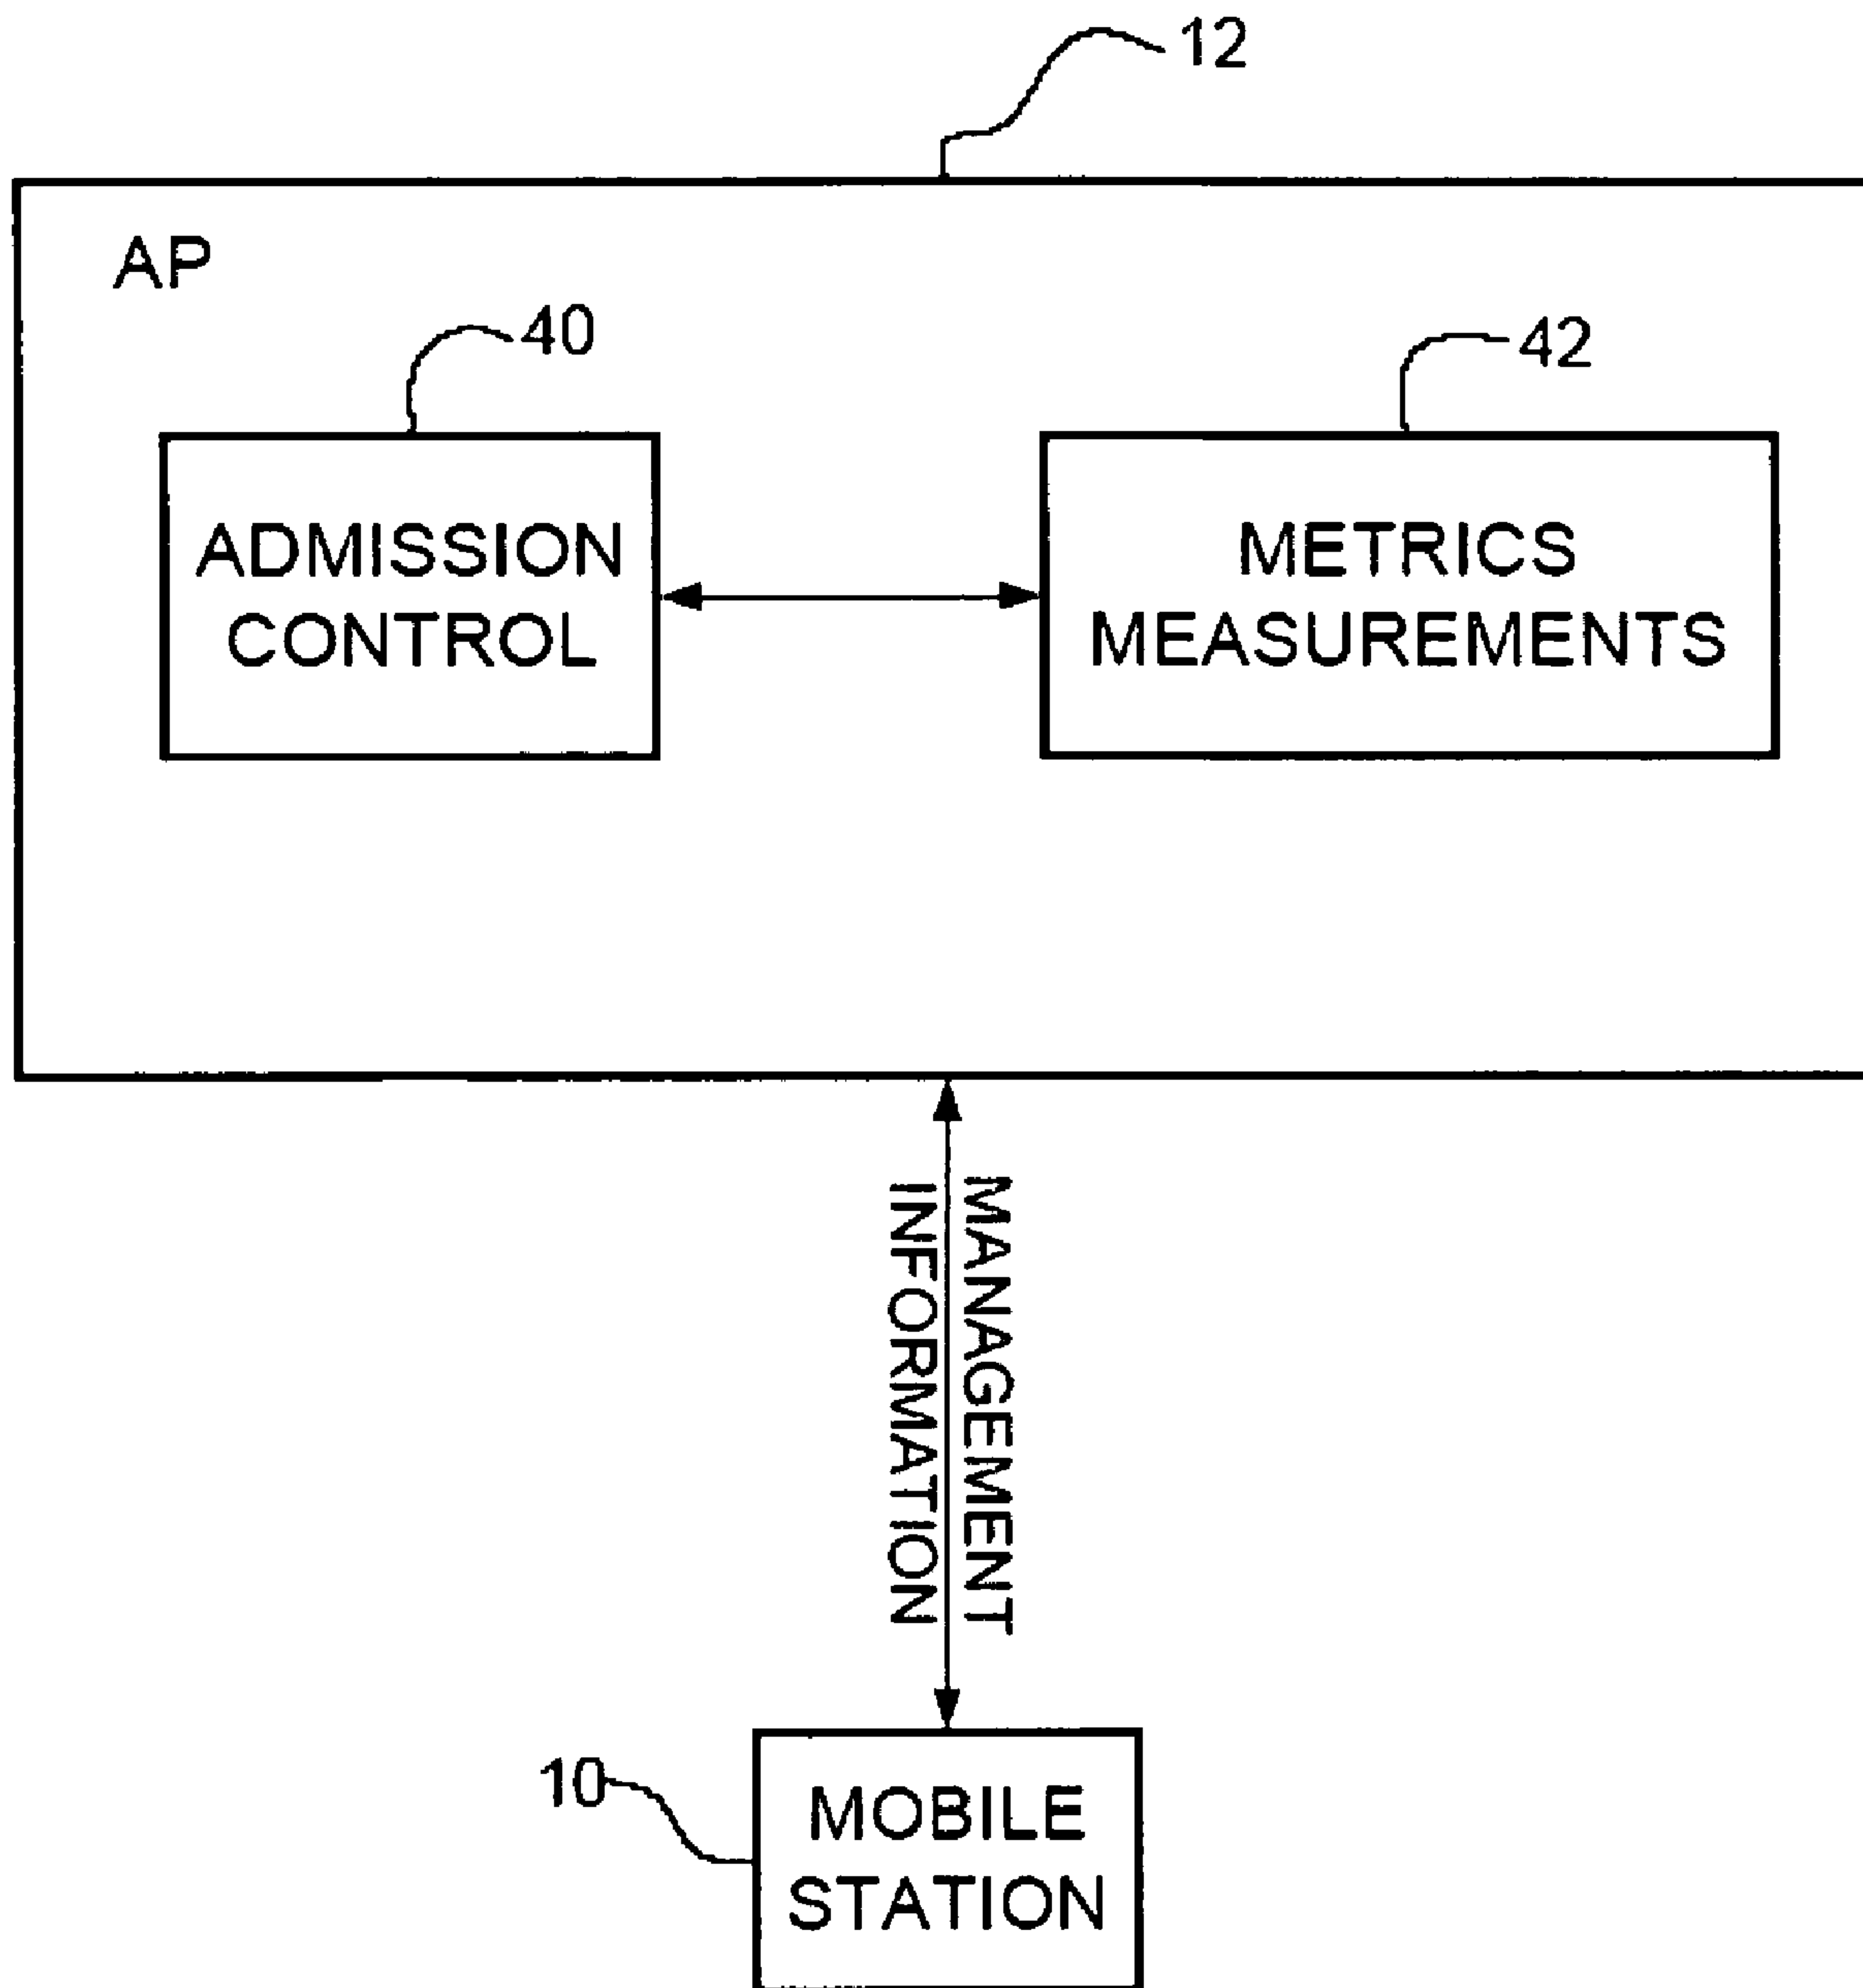 12
AP
40
42
ADMISSION
CONTROL
METRICS
MEASUREMENTS
MANAGEMENT
INFORMATION
10
MOBILE
STATION